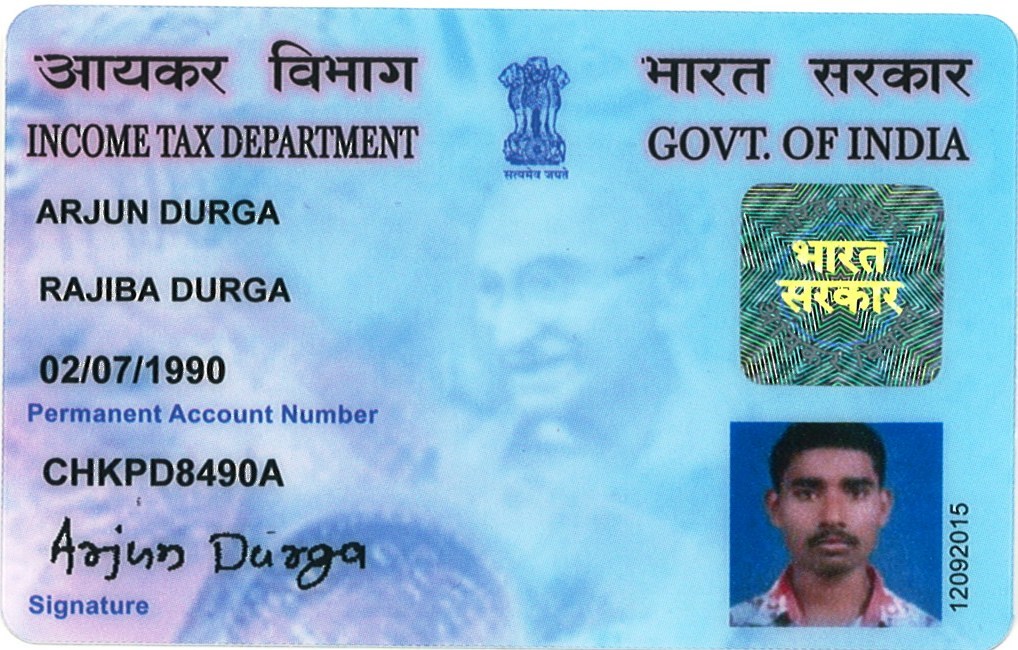 आयकर विभाग
भारत सरकार
INCOME TAX DEPARTMENT
GOVT. OF INDIA
सत्यमेव जयते
ARJUN DURGA
RAJIBA DURGA
भारत
सरकार
02/07/1990
Permanent Account Number
CHKPD8490A
Arjun Durga
Signature
12092015